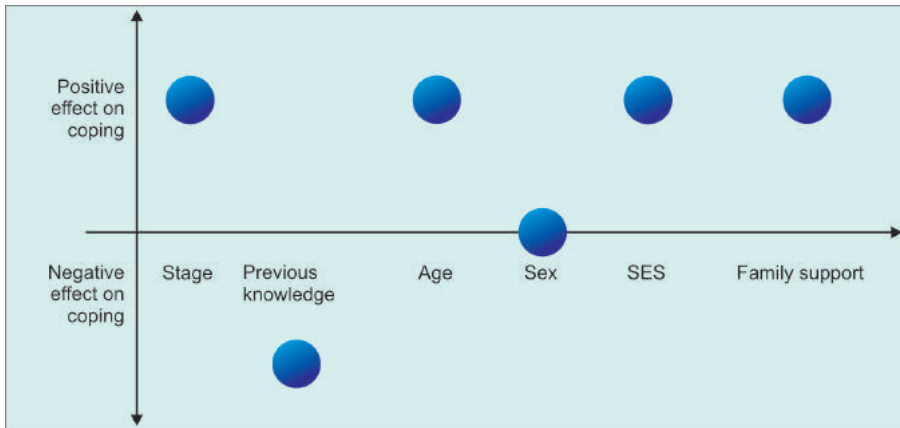 Positive
effect on
coping
Negative
effect on
coping
Stage
Previous
knowledge
Age
Sex
SES
Family support